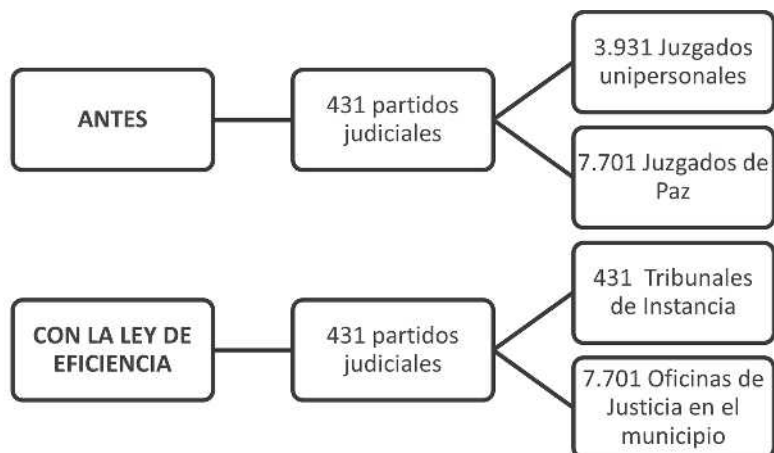 ANTES
431 partidos
judiciales
3.931 Juzgados
unipersonales
7.701 Juzgados de
Paz
CON LA LEY DE
EFICIENCIA
431 partidos
judiciales
431 Tribunales
de Instancia
7.701 Oficinas de
Justicia en el
municipio